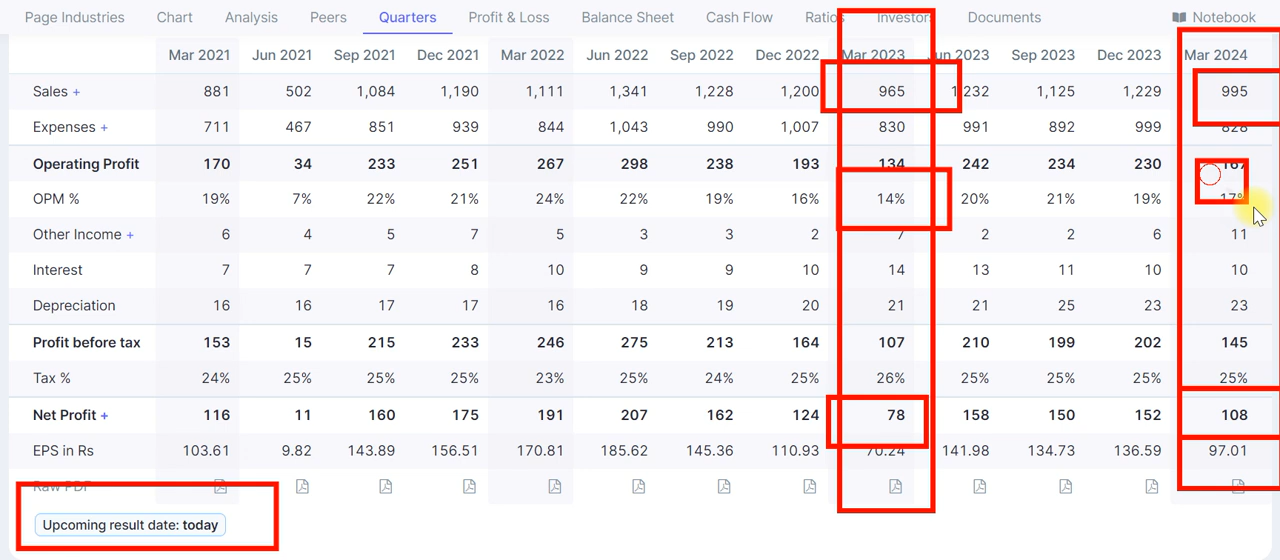 Page Industries Chart Analysis Peers Quarters Profit & Loss Balance Sheet Cash Flow Ratios Investors Documents Notebook
Mar 2021 Jun 2021 Sep 2021 Dec 2021 Mar 2022 Jun 2022 Sep 2022 Dec 2022 Mar 2023 Jun 2023 Sep 2023 Dec 2023 Mar 2024
Sales + 881 502 1,084 1,190 1,111 1,341 1,228 1,200 965 1,232 1,125 1,229 995
Expenses + 711 467 851 939 844 1,043 990 1,007 830 991 892 999 828
Operating Profit 170 34 233 251 267 298 238 193 134 242 234 230 167
OPM % 19% 7% 22% 21% 24% 22% 19% 16% 14% 20% 21% 19% 17%
Other Income + 6 4 5 7 5 3 3 2 7 2 2 6 11
Interest 7 7 7 8 10 9 9 10 14 13 11 10 10
Depreciation 16 16 17 17 16 18 19 20 21 21 25 23 23
Profit before tax 153 15 215 233 246 275 213 164 107 210 199 202 145
Tax % 24% 25% 25% 25% 23% 25% 24% 25% 26% 25% 25% 25% 25%
Net Profit + 116 11 160 175 191 207 162 124 78 158 150 152 108
EPS in Rs 103.61 9.82 143.89 156.51 170.81 185.62 145.36 110.93 70.24 141.98 134.73 136.59 97.01
Raw PDF
Upcoming result date: today